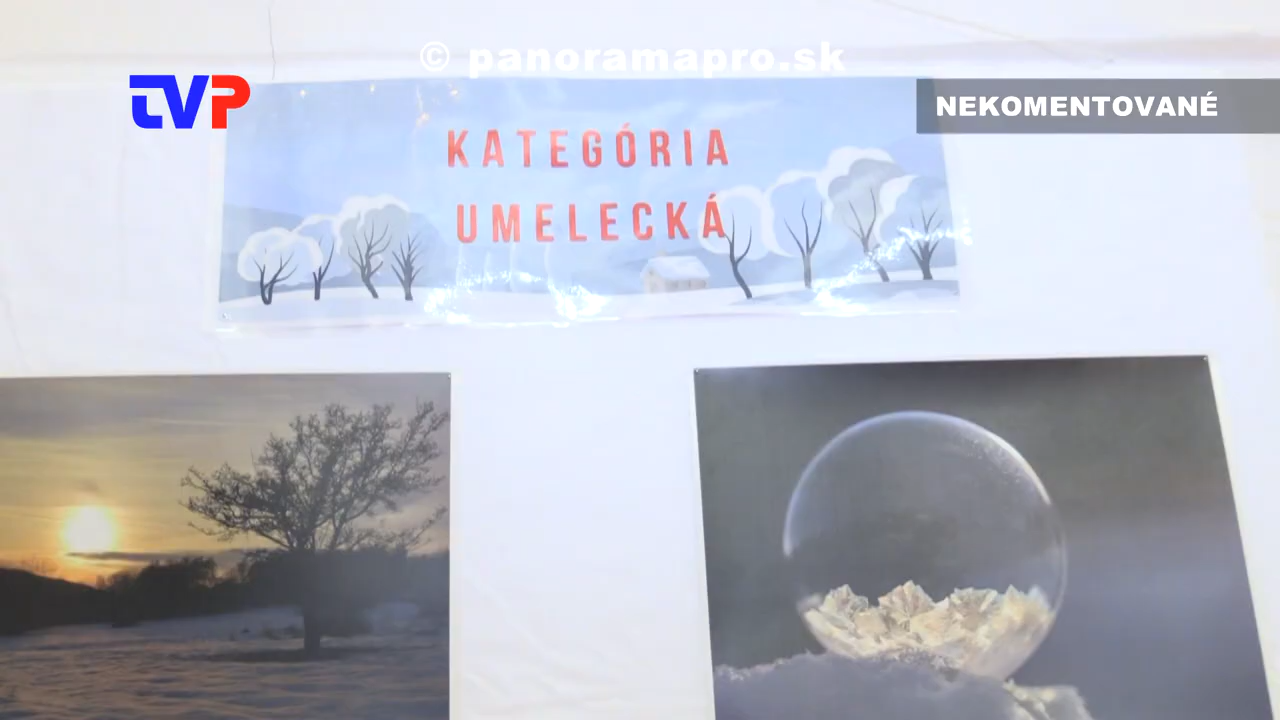 © panoramapro.sk
TVP
NEKOMENTOVANÉ
KATEGÓRIA
UMELECKÁ